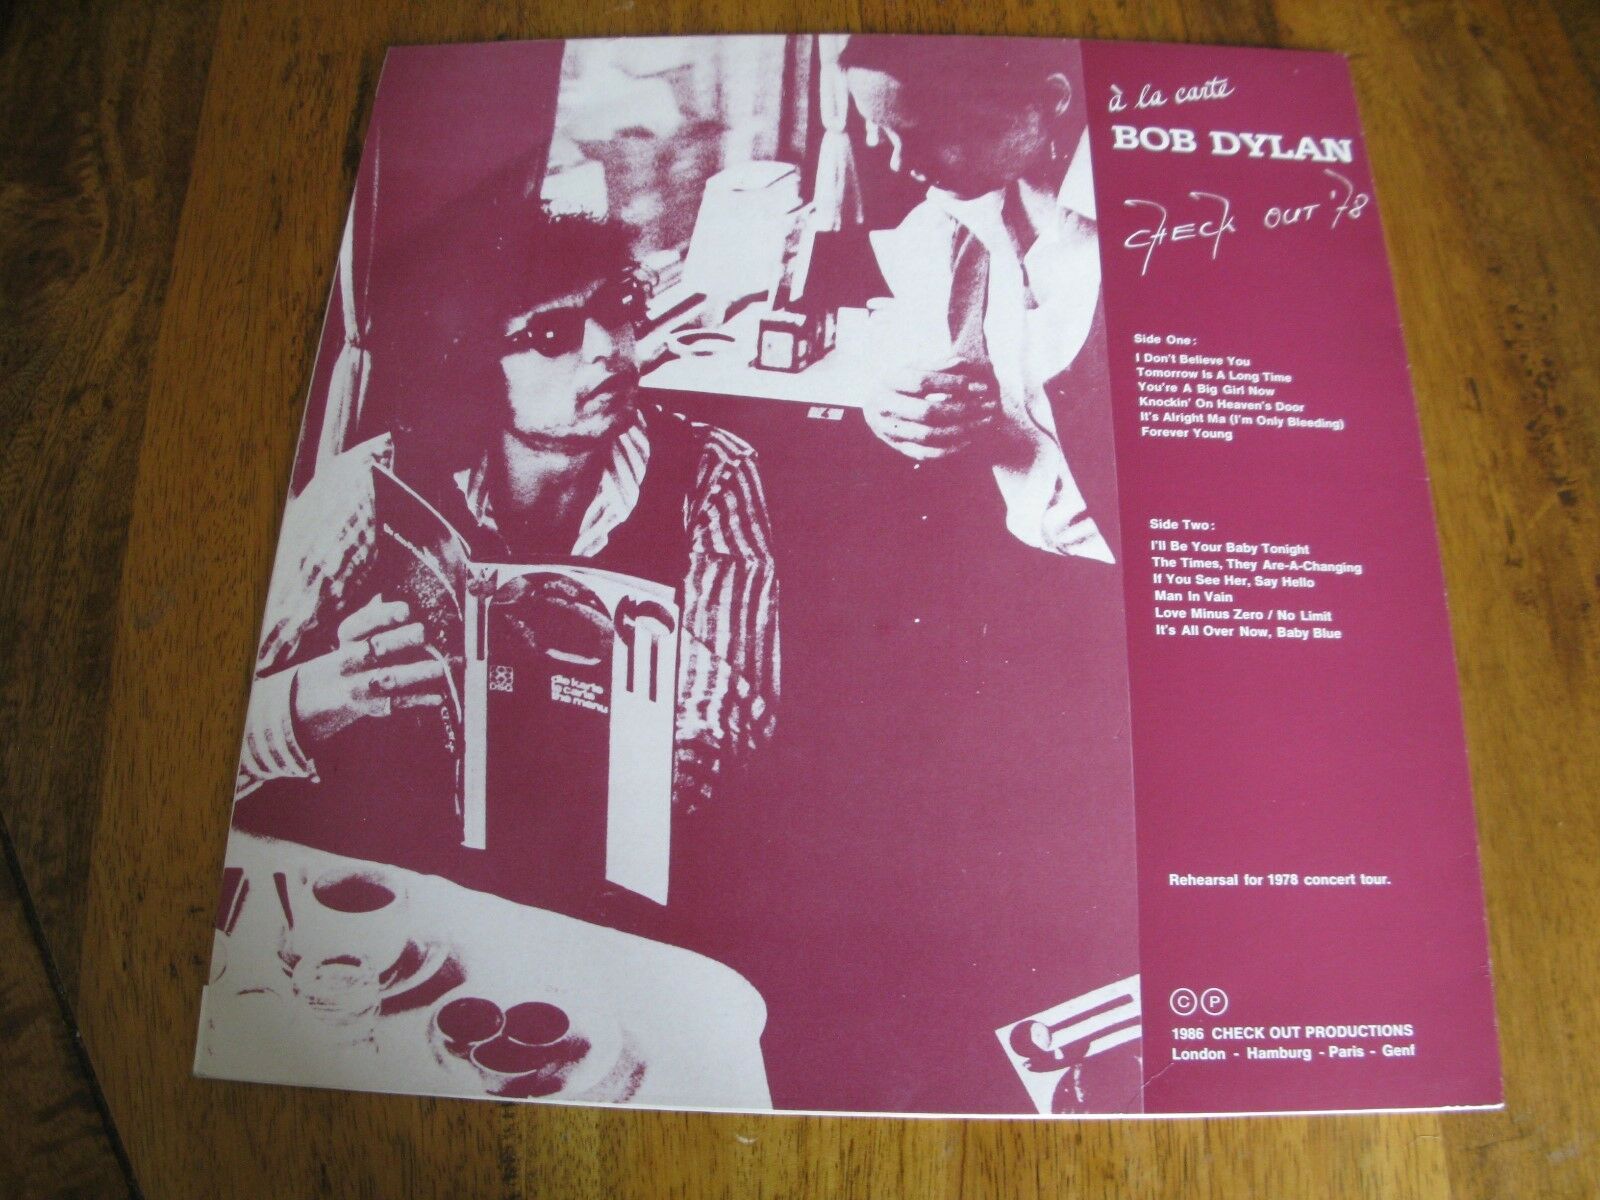 à la carte
BOB DYLAN
CHECK OUT '78
Side One:
I Don't Believe You
Tomorrow Is A Long Time
You're A Big Girl Now
Knockin' On Heaven's Door
It's Alright Ma (I'm Only Bleeding)
Forever Young
Side Two:
I'll Be Your Baby Tonight
The Times, They Are-A-Changing
If You See Her, Say Hello
Man In Vain
Love Minus Zero / No Limit
It's All Over Now, Baby Blue
die karte
la carte
the menu
Rehearsal for 1978 concert tour.
Ⓒ Ⓟ
1986 CHECK OUT PRODUCTIONS
London - Hamburg - Paris - Genf